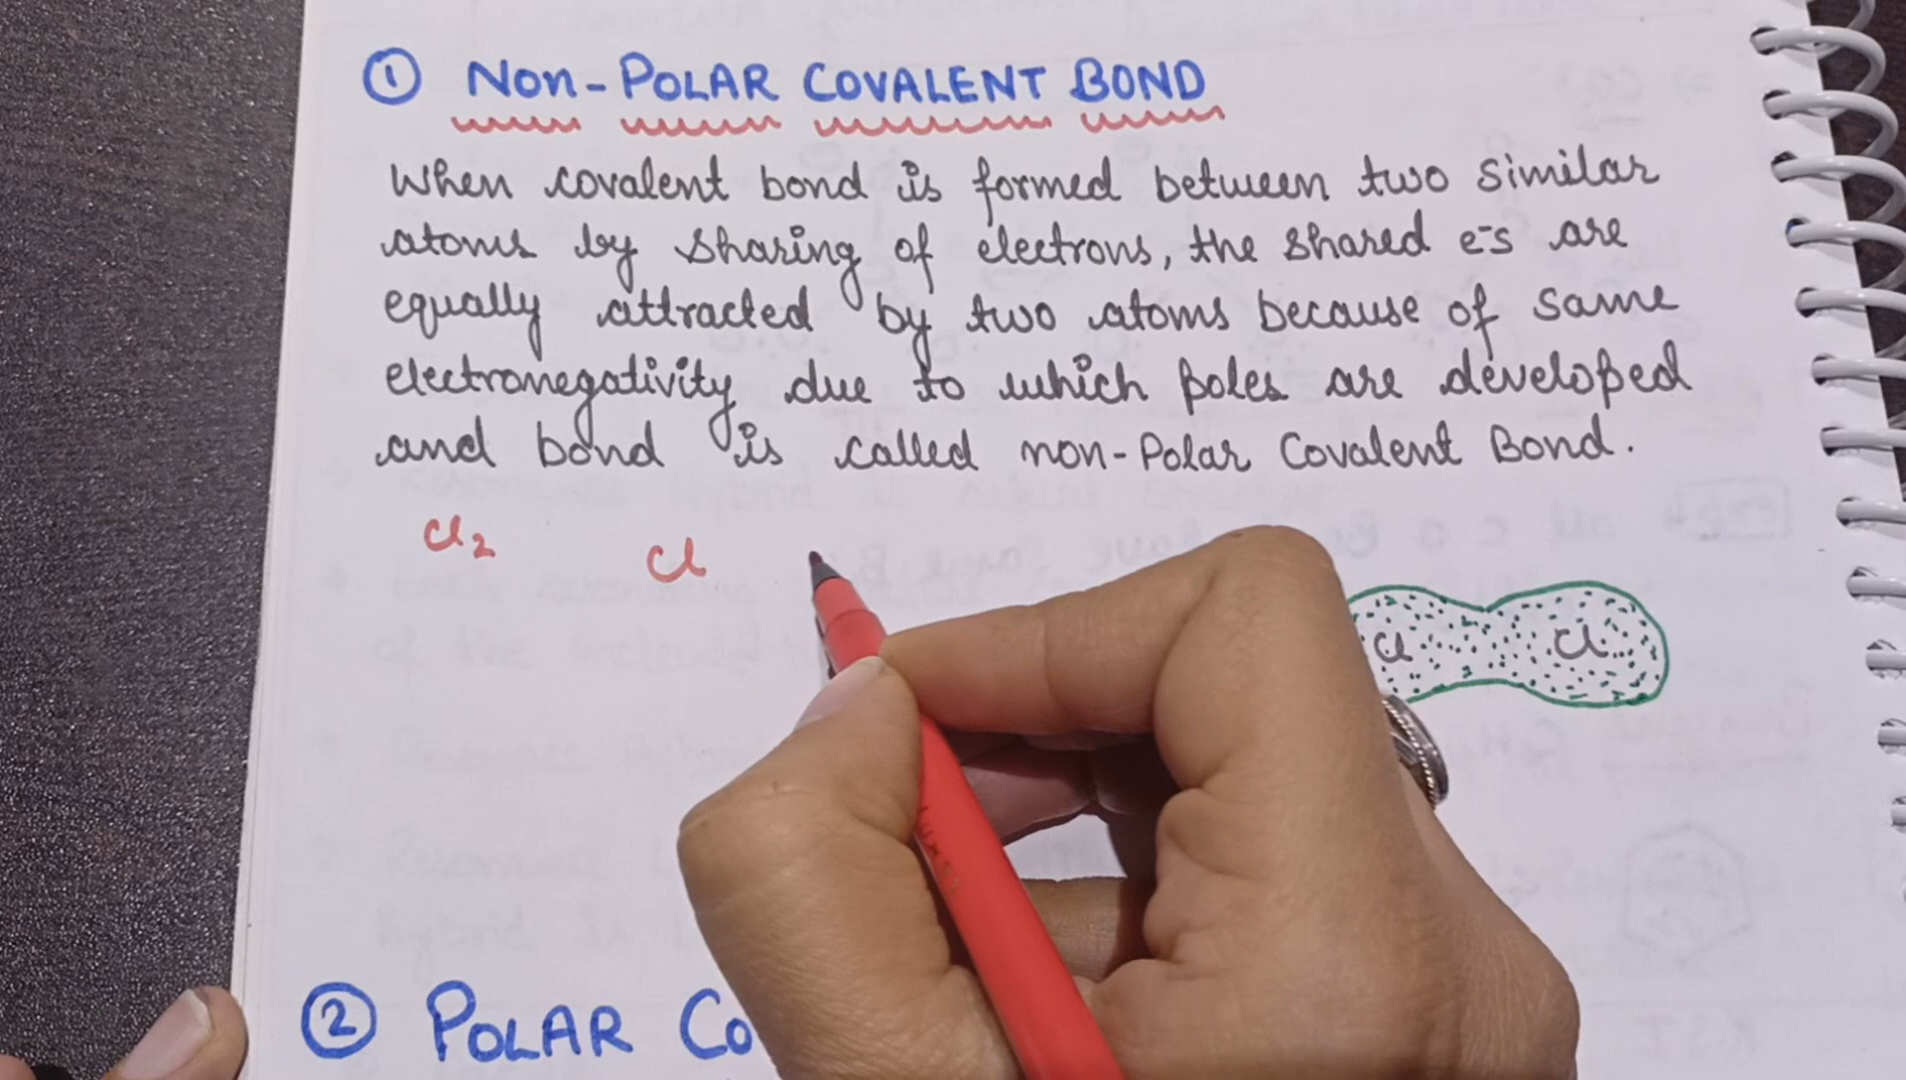 ① NON-POLAR COVALENT BOND
When covalent bond is formed between two similar
atoms by sharing of electrons, the shared e⁻s are
equally attracted by two atoms because of same
electronegativity due to which poles are developed
and bond is called non-Polar Covalent Bond.
Cl₂ Cl
Cl Cl
② POLAR CO